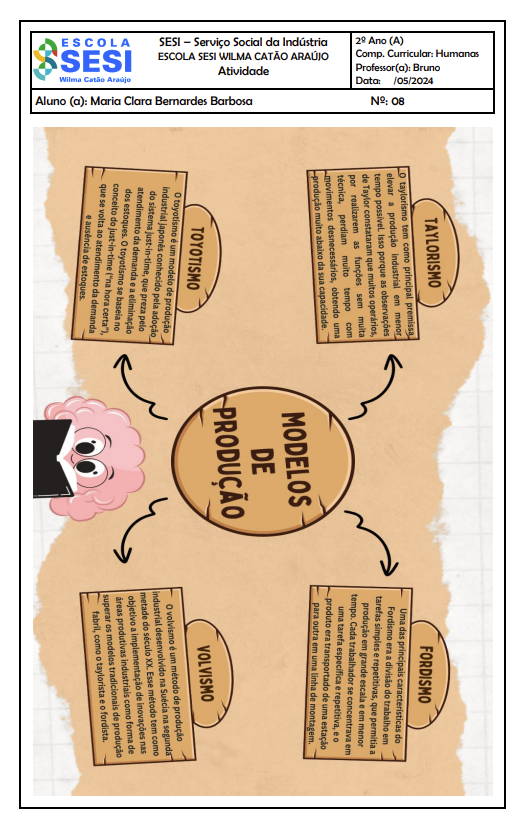 ESCOLA
SESI
Wilma Catão Araújo
SESI – Serviço Social da Indústria
ESCOLA SESI WILMA CATÃO ARAÚJO
Atividade
2º Ano (A)
Comp. Curricular: Humanas
Professor(a): Bruno
Data: /05/2024
Aluno (a): Maria Clara Bernardes Barbosa
Nº: 08
MODELOS
DE
PRODUÇÃO
TAYLORISMO
O taylorismo tem como principal premissa
elevar a produção industrial em menor
tempo possível. Isso porque as observações
de Taylor constataram que muitos operários,
por realizarem as funções sem muita
técnica, perdiam muito tempo com
movimentos desnecessários, obtendo uma
produção muito abaixo da sua capacidade.
FORDISMO
Uma das principais características do
Fordismo era a divisão do trabalho em
tarefas simples e repetitivas, que permitia a
produção em grande escala e em menor
tempo. Cada trabalhador se concentrava em
uma tarefa específica e repetitiva, e o
produto era transportado de uma estação
para outra em uma linha de montagem.
TOYOTISMO
O toyotismo é um modelo de produção
industrial japonês conhecido pela adoção
do sistema just-in-time, que preza pelo
atendimento da demanda e a eliminação
dos estoques. O toyotismo se baseia no
conceito do just-in-time ("na hora certa"),
que se volta ao atendimento da demanda
e ausência de estoques.
VOLVISMO
O volvismo é um método de produção
industrial desenvolvido na Suécia na segunda
metade do século XX. Esse método tem como
objetivo a implementação de inovações nas
áreas produtivas industriais como forma de
superar os modelos tradicionais de produção
fabril, como o taylorista e o fordista.